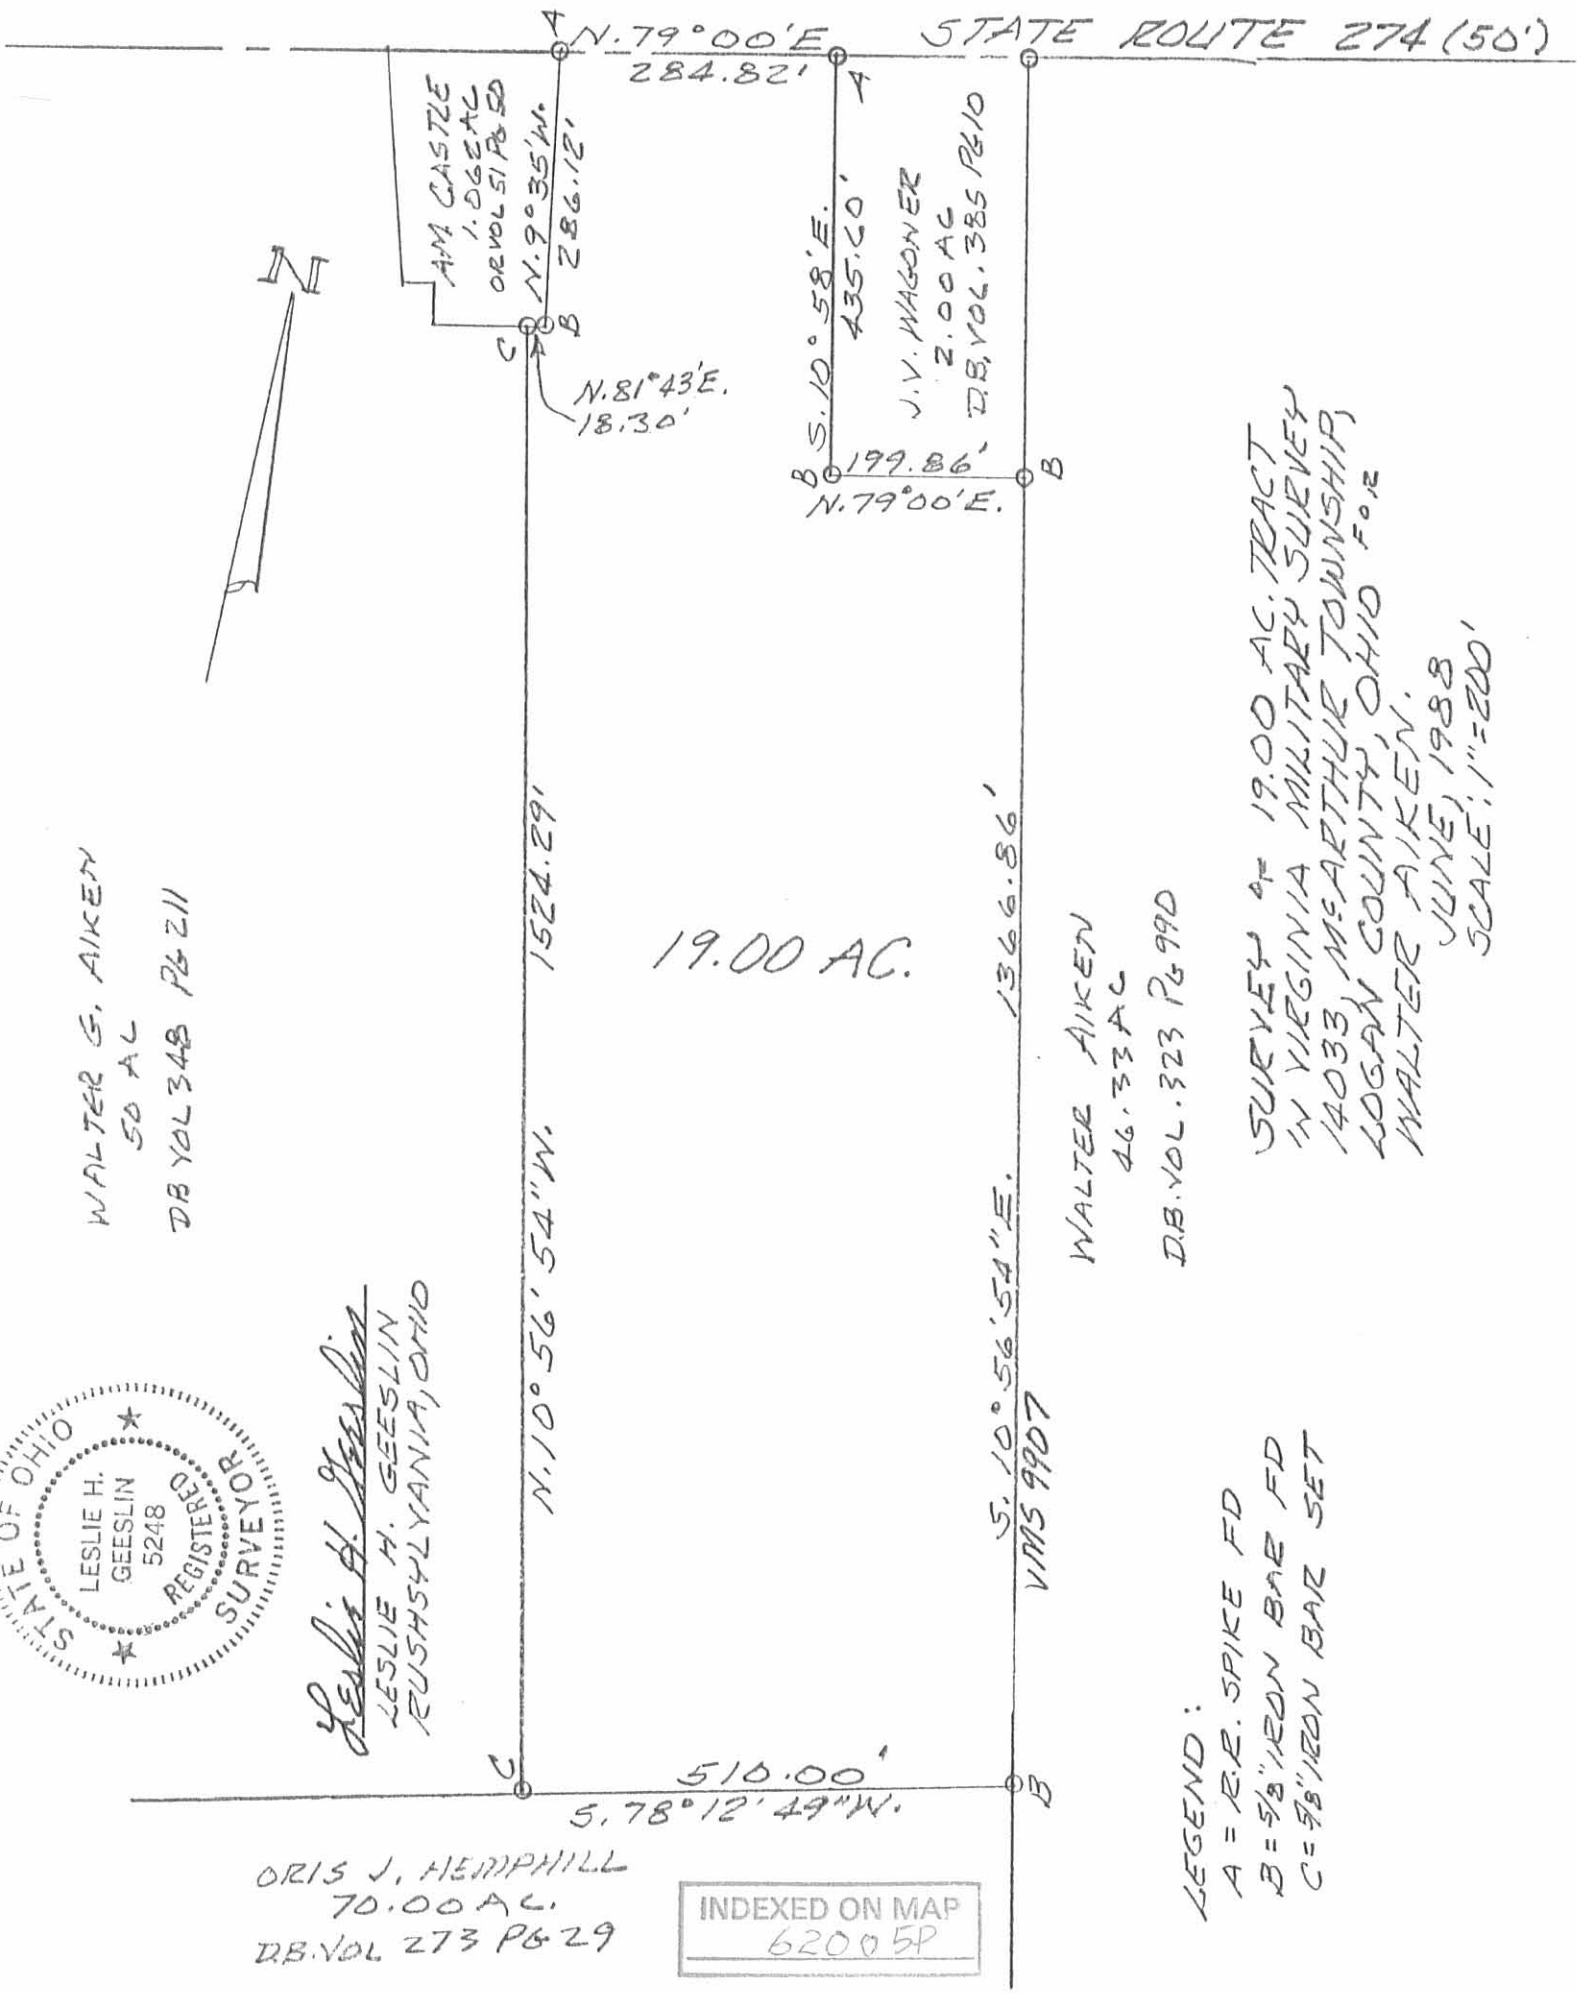 STATE ROUTE 274 (50')
A
N. 79° 00' E
284.82'
A
AM CASTLE
1.062 AC
OR VOL 51 PG 50
N. 9° 35' W.
286.12'
C
A
B
N. 81° 43' E.
18.30'
S. 10° 58' E.
435.60'
J. V. WAGONER
2.00 AC
D.B. VOL. 385 PG 10
B
199.86'
N. 79° 00' E.
B
N
WALTER G. AIKEN
50 AC
DB VOL 348 PG 211
N. 10° 56' 54" W.
1524.29'
19.00 AC.
S. 10° 56' 54" E.
1366.86'
VMS 9907
WALTER AIKEN
46.33 AC
D.B. VOL. 323 PG 990
SURVEY OF 19.00 AC. TRACT
IN VIRGINIA MILITARY SURVEY
14033, McARTHUR TOWNSHIP,
LOGAN COUNTY, OHIO FOR
WALTER AIKEN.
JUNE, 1988
SCALE: 1"=200'
STATE OF OHIO
LESLIE H.
GEESLIN
5248
REGISTERED
SURVEYOR
Leslie H. Geeslin
LESLIE H. GEESLIN
RUSHSYLVANIA, OHIO
C
510.00'
S. 78° 12' 49" W.
B
ORIS J. HEMPHILL
70.00 AC.
D.B. VOL 273 PG 29
INDEXED ON MAP
62005P
LEGEND:
A = R.R. SPIKE FD
B = 5/8" IRON BAR FD
C = 5/8" IRON BAR SET